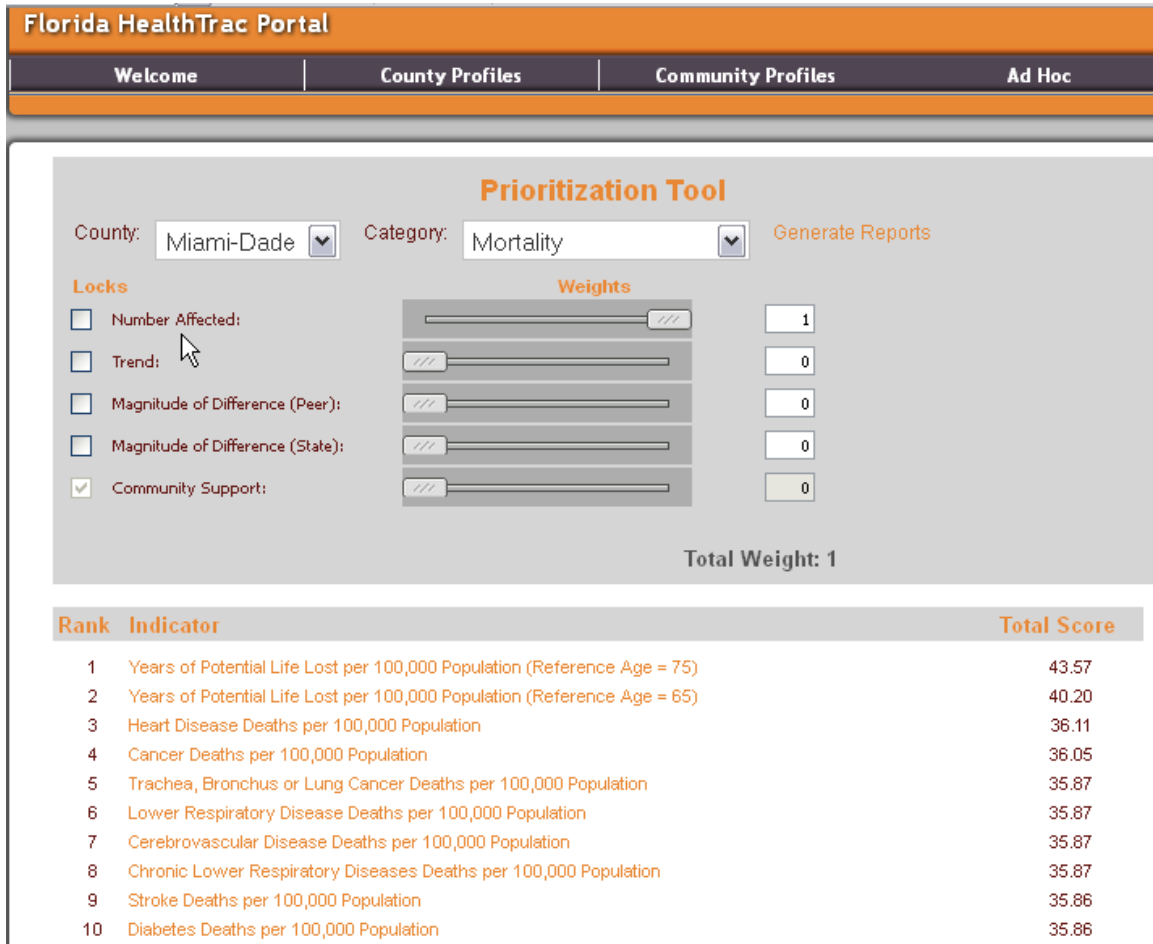 Florida HealthTrac Portal
Welcome County Profiles Community Profiles Ad Hoc
Prioritization Tool
County: Miami-Dade Category: Mortality Generate Reports
Locks Weights
Number Affected: 1
Trend: 0
Magnitude of Difference (Peer): 0
Magnitude of Difference (State): 0
Community Support: 0
Total Weight: 1
Rank Indicator Total Score
1 Years of Potential Life Lost per 100,000 Population (Reference Age = 75) 43.57
2 Years of Potential Life Lost per 100,000 Population (Reference Age = 65) 40.20
3 Heart Disease Deaths per 100,000 Population 36.11
4 Cancer Deaths per 100,000 Population 36.05
5 Trachea, Bronchus or Lung Cancer Deaths per 100,000 Population 35.87
6 Lower Respiratory Disease Deaths per 100,000 Population 35.87
7 Cerebrovascular Disease Deaths per 100,000 Population 35.87
8 Chronic Lower Respiratory Diseases Deaths per 100,000 Population 35.87
9 Stroke Deaths per 100,000 Population 35.86
10 Diabetes Deaths per 100,000 Population 35.86